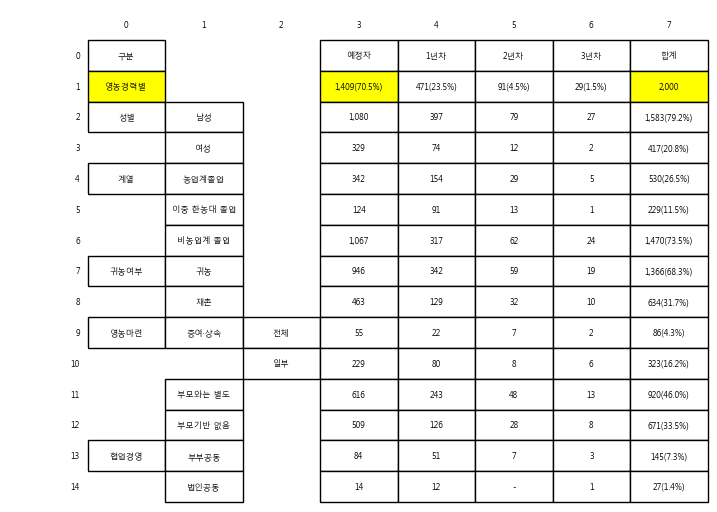 0 1 2 3 4 5 6 7
0 구분 예정자 1년차 2년차 3년차 합계
1 영농경력별 1,409(70.5%) 471(23.5%) 91(4.5%) 29(1.5%) 2,000
2 성별 남성 1,080 397 79 27 1,583(79.2%)
3 여성 329 74 12 2 417(20.8%)
4 계열 농업계졸업 342 154 29 5 530(26.5%)
5 이중 한농대 졸업 124 91 13 1 229(11.5%)
6 비농업계 졸업 1,067 317 62 24 1,470(73.5%)
7 귀농여부 귀농 946 342 59 19 1,366(68.3%)
8 재촌 463 129 32 10 634(31.7%)
9 영농마련 증여·상속 전체 55 22 7 2 86(4.3%)
10 일부 229 80 8 6 323(16.2%)
11 부모와는 별도 616 243 48 13 920(46.0%)
12 부모기반 없음 509 126 28 8 671(33.5%)
13 협업경영 부부공동 84 51 7 3 145(7.3%)
14 법인공동 14 12 - 1 27(1.4%)